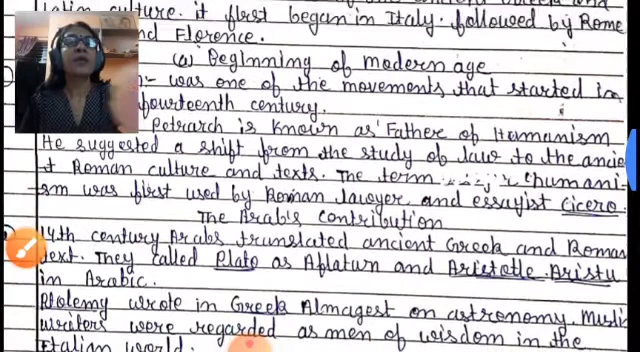 Latin culture. it first began in Italy. followed by Rome
nd Florence.
(a) Beginning of modern age
:- was one of the movements that started in
fourteenth century.
Petrarch is known as 'Father of Humanism
He suggested a shift from the study of law to the ancie
t Roman culture and texts. The term humani-
-sm was first used by Roman lawyer and essayist Cicero.
The Arab's contribution
14th century Arabs translated ancient Greek and Roman
text. They called Plato as Aflatun and Aristotle Aristu
in Arabic.
Ptolemy wrote in Greek Almagest on astronomy. Musli
writers were regarded as men of wisdom in the
Italian world.